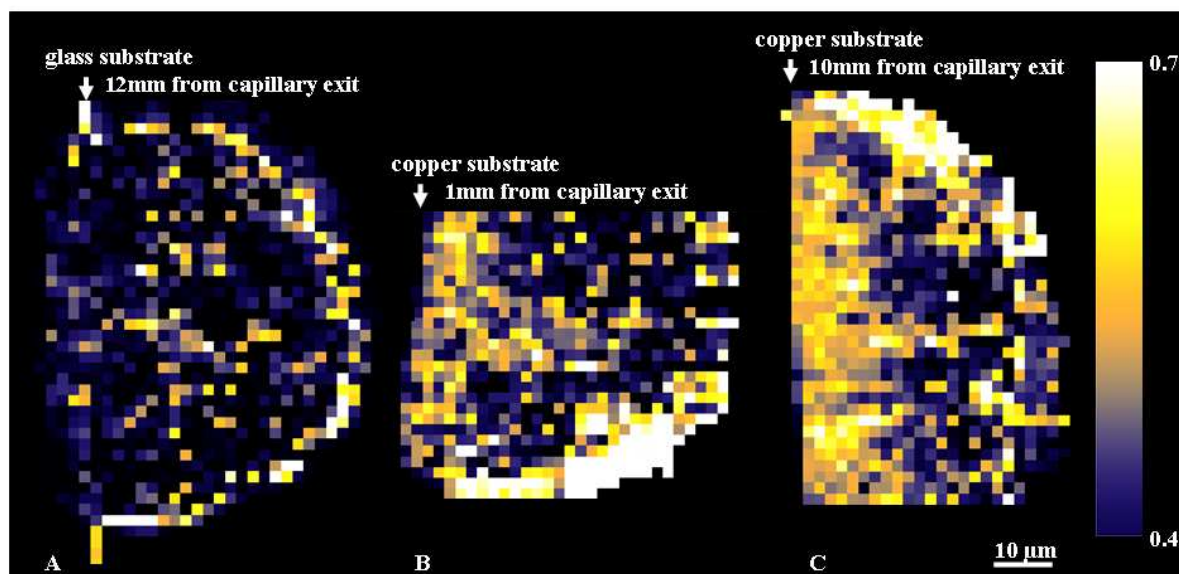 glass substrate
12mm from capillary exit
copper substrate
1mm from capillary exit
copper substrate
10mm from capillary exit
0.7
0.4
A
B
C
10 µm